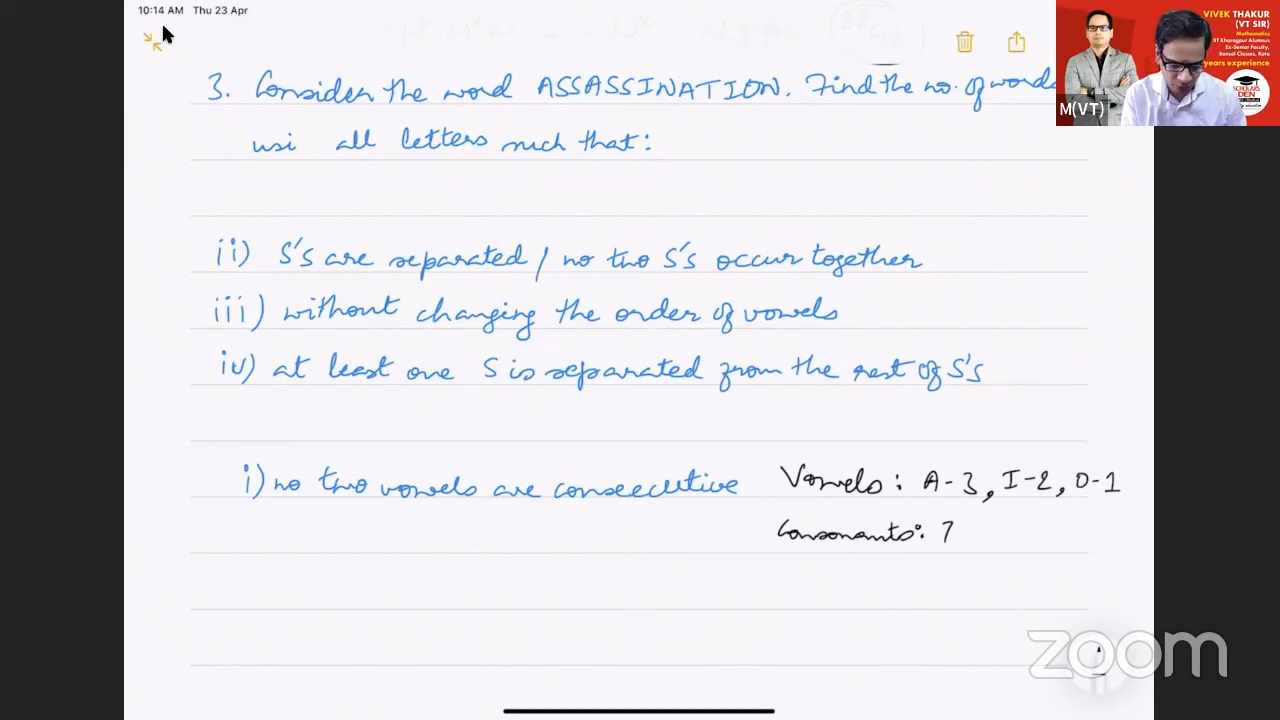 10:14 AM Thu 23 Apr
VIVEK THAKUR
(VT SIR)
Mathematics
IIT Kharagpur Alumnus
Ex-Senior Faculty,
Bansal Classes, Kota
years experience
SCHOLARS
DEN
M(VT)
3. Consider the word ASSASSINATION. Find the no. of words
usi all letters such that:
ii) S's are separated / no two S's occur together
iii) without changing the order of vowels
iv) at least one S is separated from the rest of S's
i) no two vowels are consecutive Vowels: A-3, I-2, O-1
Consonants: 7
zoom